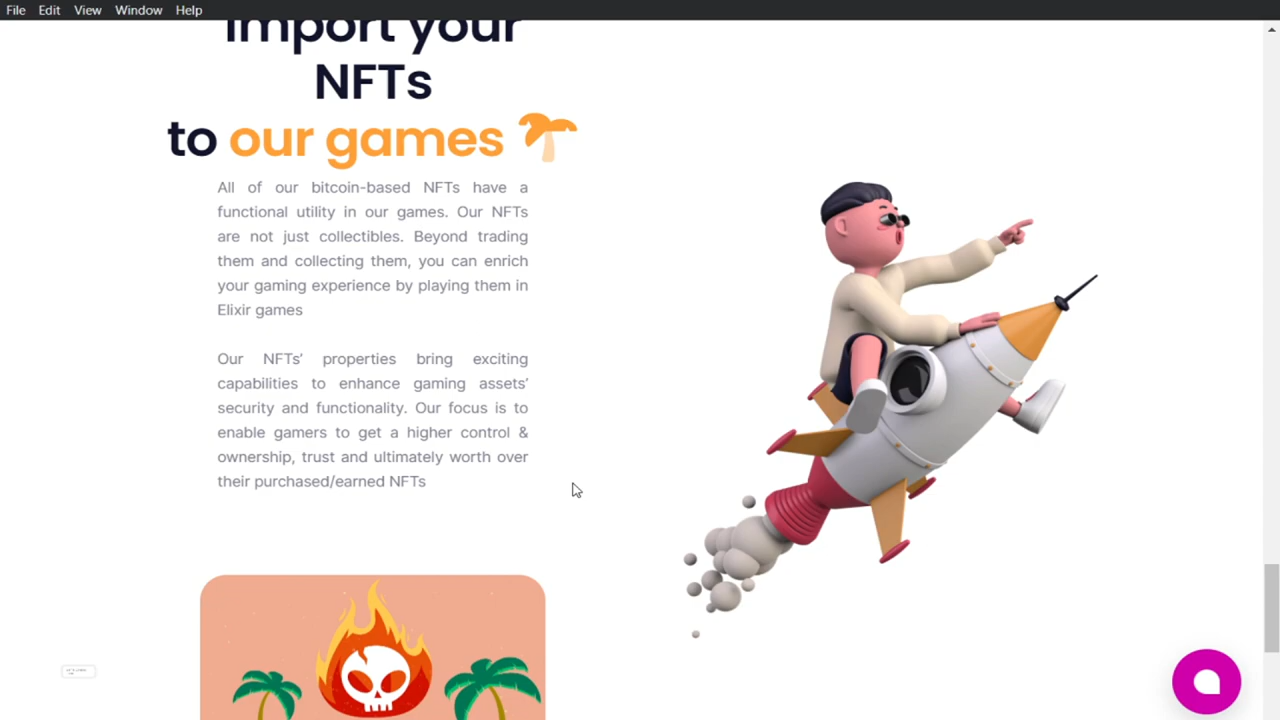 File Edit View Window Help
Import your
NFTs
to our games
All of our bitcoin-based NFTs have a
functional utility in our games. Our NFTs
are not just collectibles. Beyond trading
them and collecting them, you can enrich
your gaming experience by playing them in
Elixir games
Our NFTs’ properties bring exciting
capabilities to enhance gaming assets’
security and functionality. Our focus is to
enable gamers to get a higher control &
ownership, trust and ultimately worth over
their purchased/earned NFTs